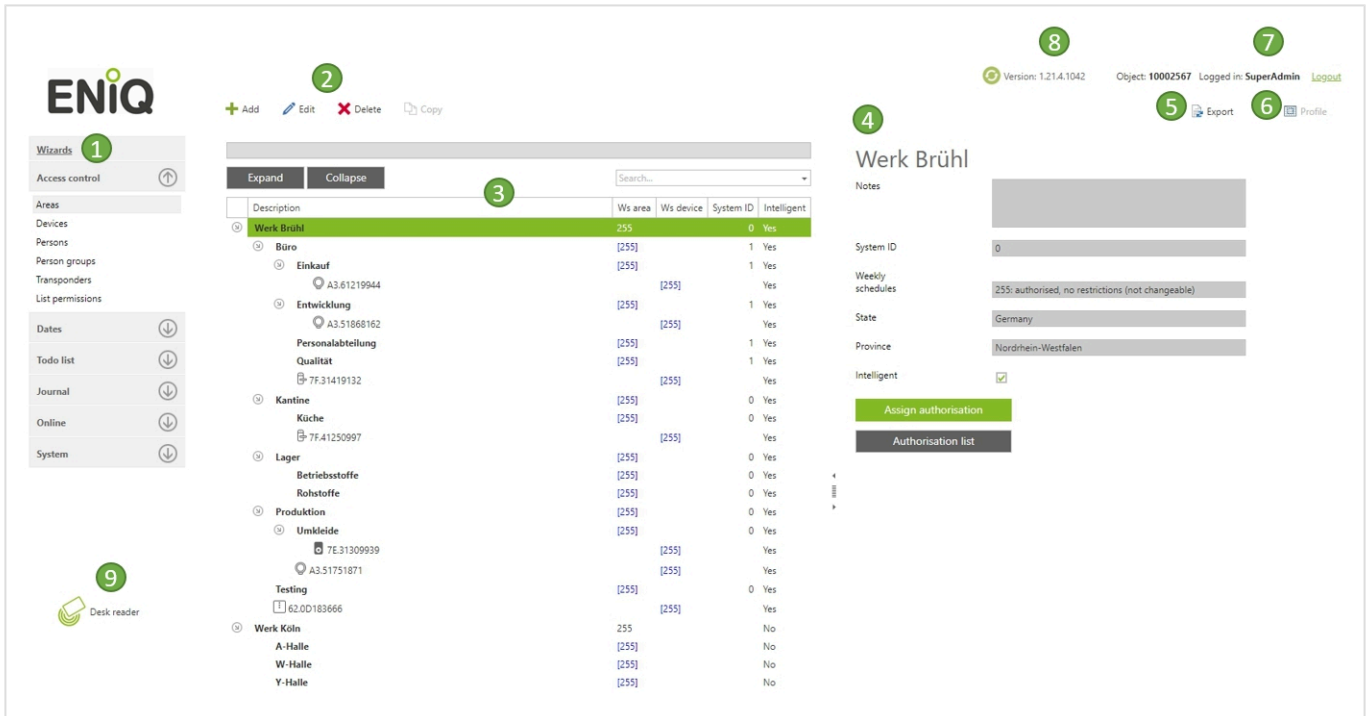 8
7
Version: 1.21.4.1042 Object: 10002567 Logged in: SuperAdmin Logout
ENiQ
2
Add Edit Delete Copy
4
5 Export 6 Profile
Wizards 1
Access control
Areas
Devices
Persons
Person groups
Transponders
List permissions
Dates
Todo list
Journal
Online
System
9
Desk reader
Expand Collapse 3 Search...
Description Ws area Ws device System ID Intelligent
Werk Brühl 255 0 Yes
Büro [255] 1 Yes
Einkauf [255] 1 Yes
A3.61219944 [255] Yes
Entwicklung [255] 1 Yes
A3.51868162 [255] Yes
Personalabteilung [255] 1 Yes
Qualität [255] 1 Yes
7F.31419132 [255] Yes
Kantine [255] 0 Yes
Küche [255] 0 Yes
7F.41250997 [255] Yes
Lager [255] 0 Yes
Betriebsstoffe [255] 0 Yes
Rohstoffe [255] 0 Yes
Produktion [255] 0 Yes
Umkleide [255] 0 Yes
7E.31309939 [255] Yes
A3.51751871 [255] Yes
Testing [255] 0 Yes
62.0D183666 [255] Yes
Werk Köln 255 No
A-Halle [255] No
W-Halle [255] No
Y-Halle [255] No
Werk Brühl
Notes
System ID 0
Weekly
schedules 255: authorised, no restrictions (not changeable)
State Germany
Province Nordrhein-Westfalen
Intelligent
Assign authorisation
Authorisation list